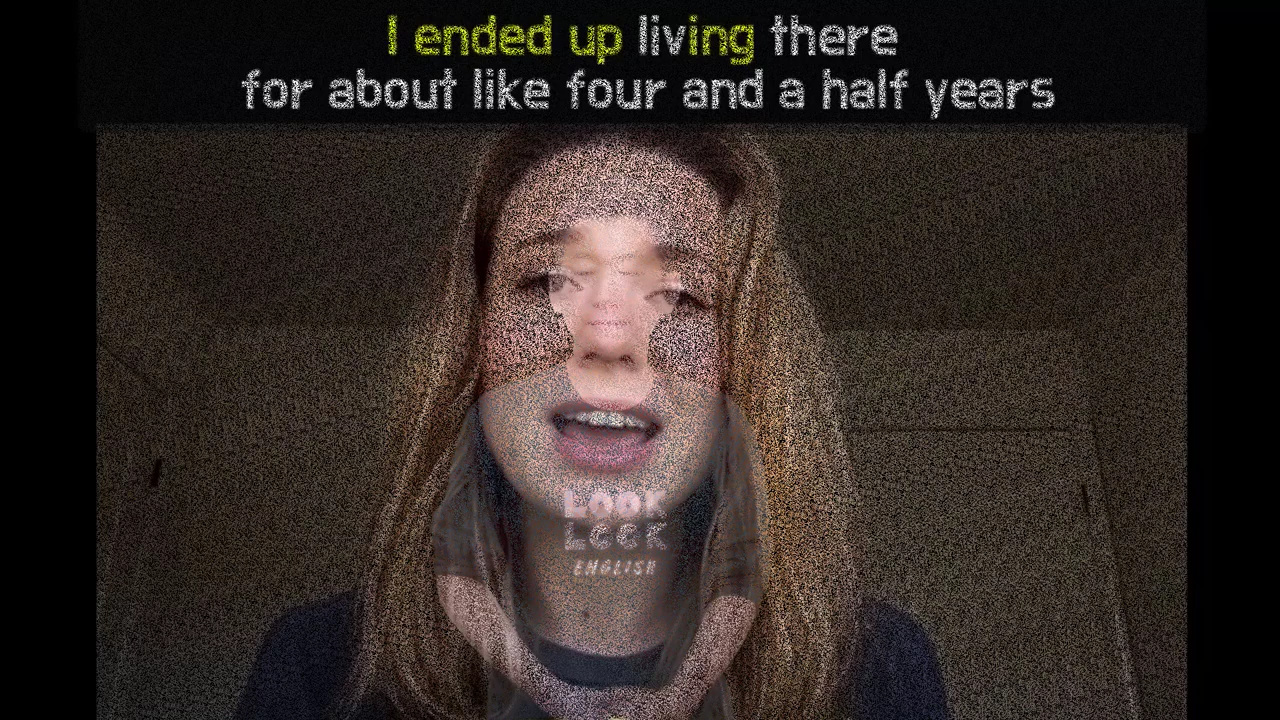 I ended up living there
for about like four and a half years
LOOK
LOOK
ENGLISH